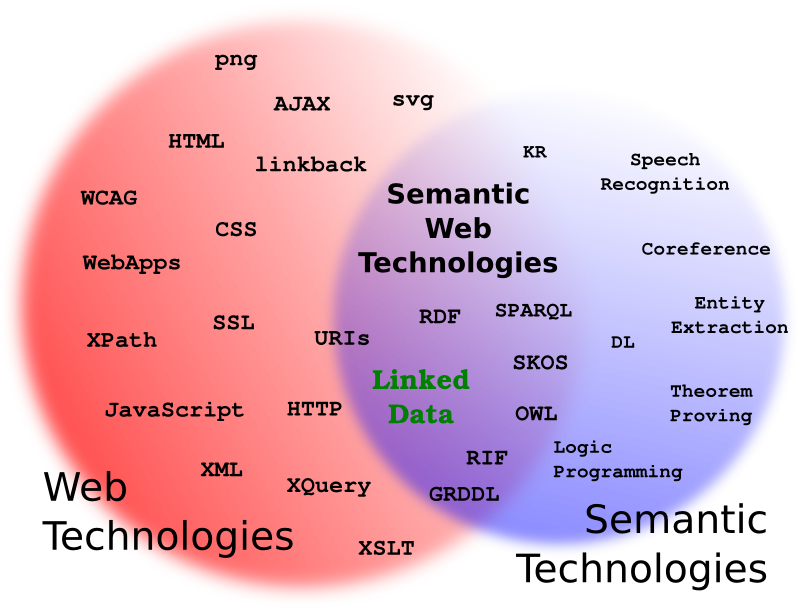 png
AJAX
svg
HTML
linkback
KR
Speech
Recognition
WCAG
Semantic
Web
Technologies
CSS
WebApps
Coreference
SSL
XPath
URIs
RDF
SPARQL
Entity
Extraction
DL
SKOS
Linked
Data
JavaScript
HTTP
OWL
Theorem
Proving
XML
XQuery
RIF
GRDDL
Logic
Programming
Web
Technologies
XSLT
Semantic
Technologies